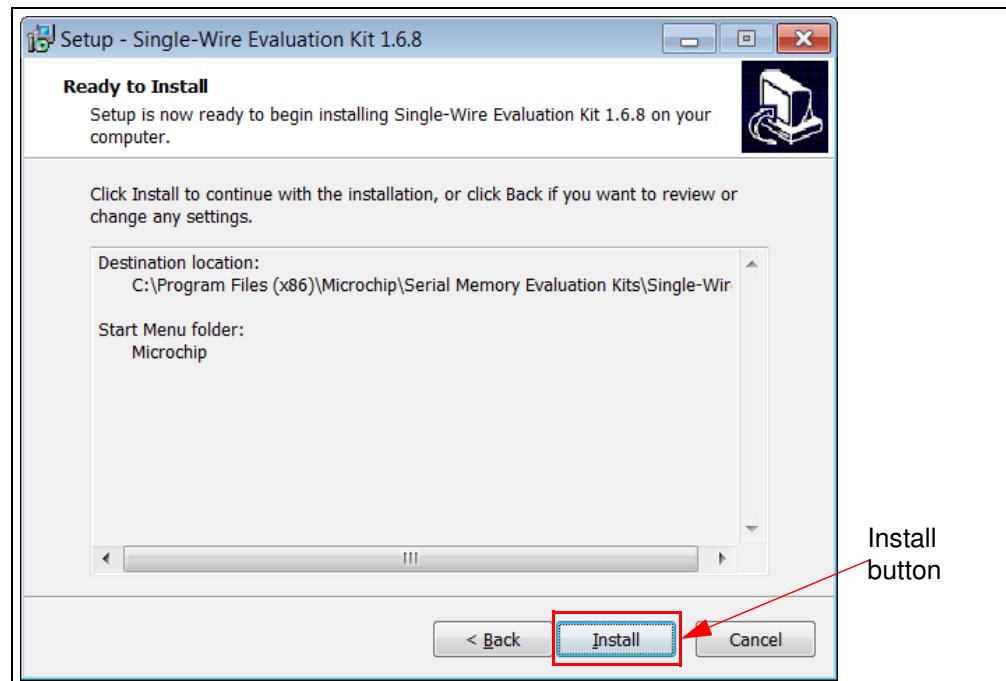 Setup - Single-Wire Evaluation Kit 1.6.8
Ready to Install
Setup is now ready to begin installing Single-Wire Evaluation Kit 1.6.8 on your
computer.
Click Install to continue with the installation, or click Back if you want to review or
change any settings.
Destination location:
C:\Program Files (x86)\Microchip\Serial Memory Evaluation Kits\Single-Wir
Start Menu folder:
Microchip
Install
button
< Back
Install
Cancel